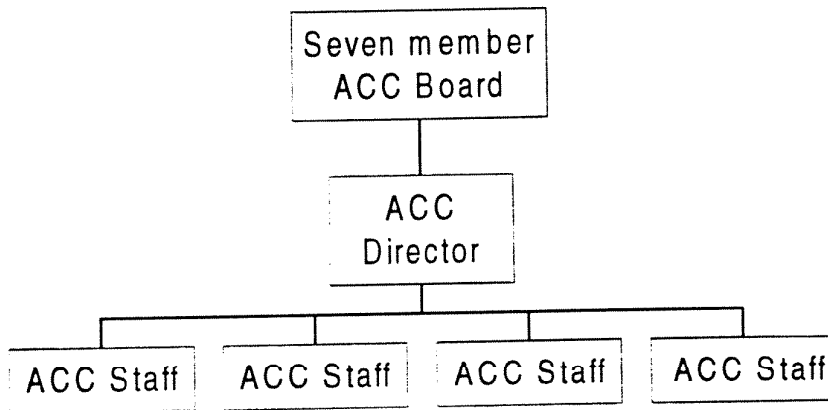 Seven member
ACC Board
ACC
Director
ACC Staff
ACC Staff
ACC Staff
ACC Staff